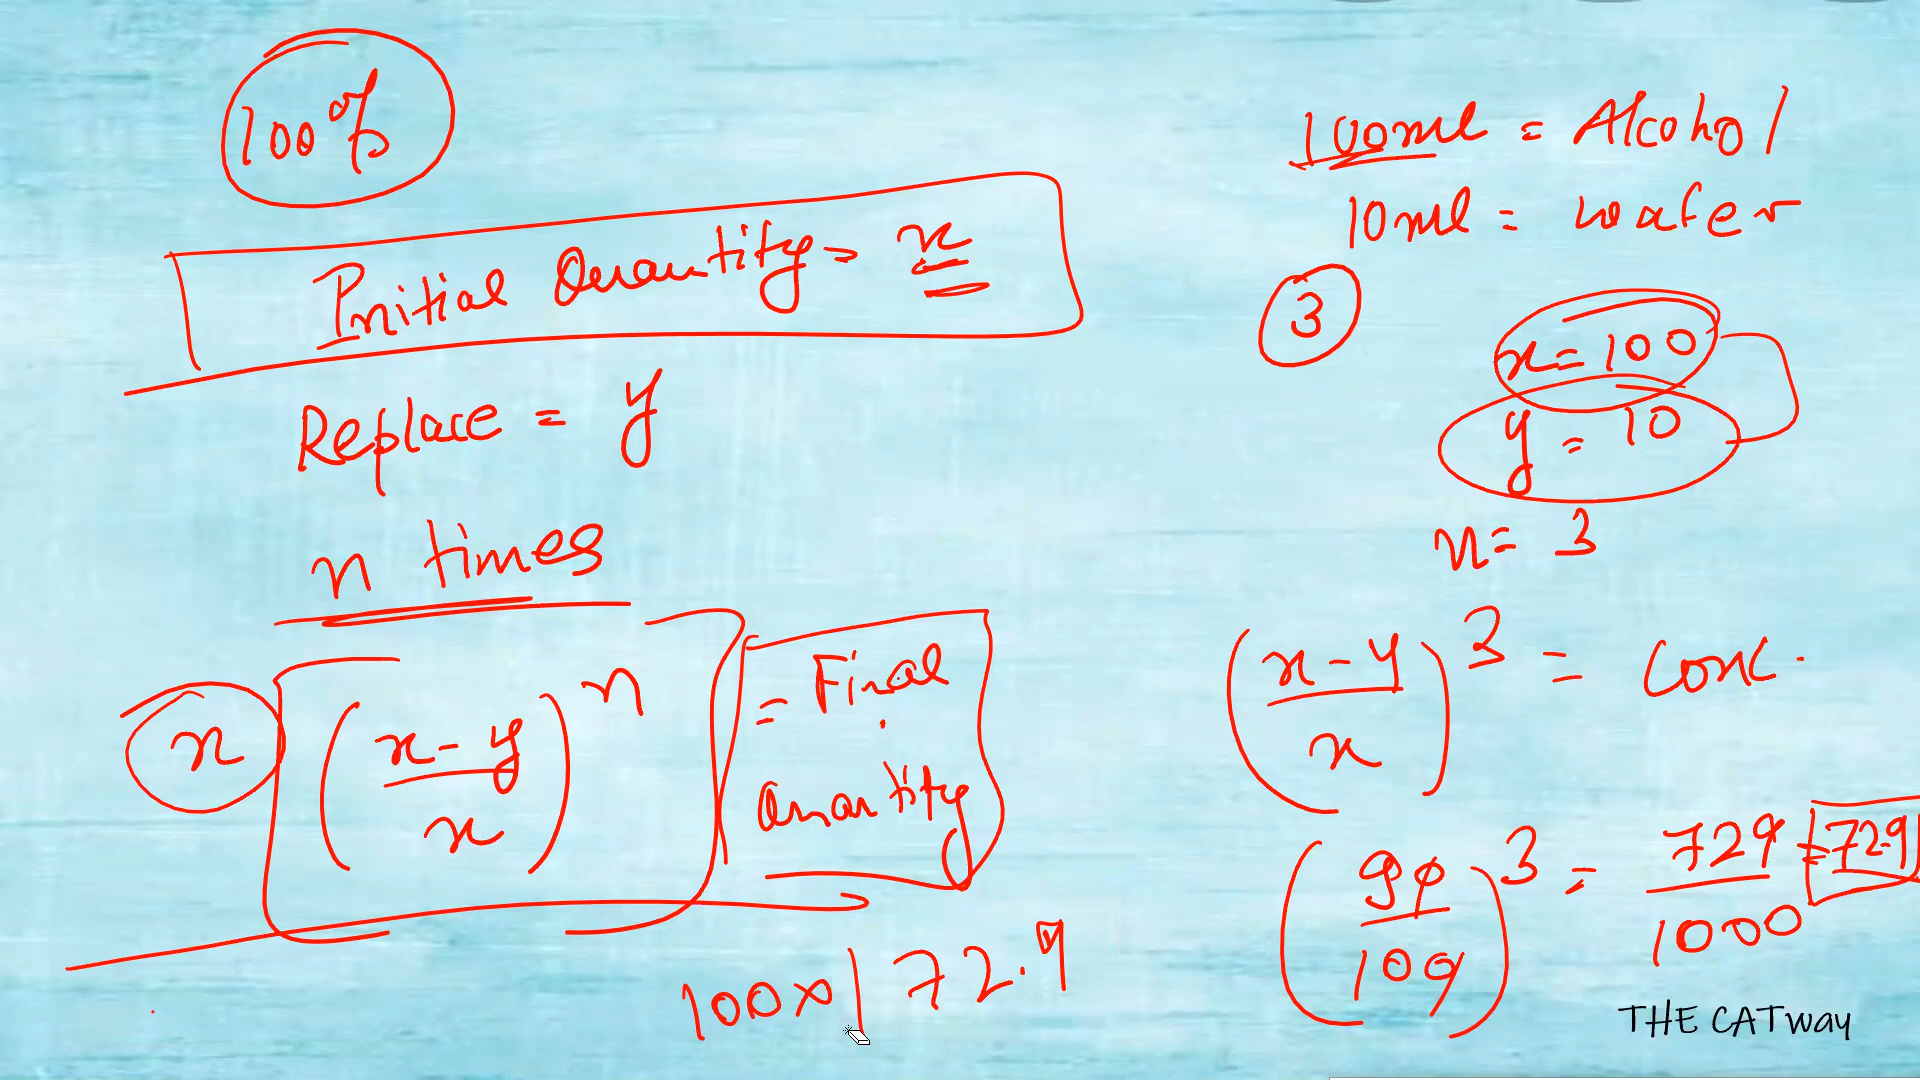 100%
Initial Quantity = x
Replace = y
n times
x ((x-y)/x)^n = Final Quantity
100x | 72.9
100ml = Alcohol
10ml = water
3
x = 100
y = 10
n = 3
((x-y)/x)^3 = conc.
(90/100)^3 = 729/1000 = 72.9
THE CATway